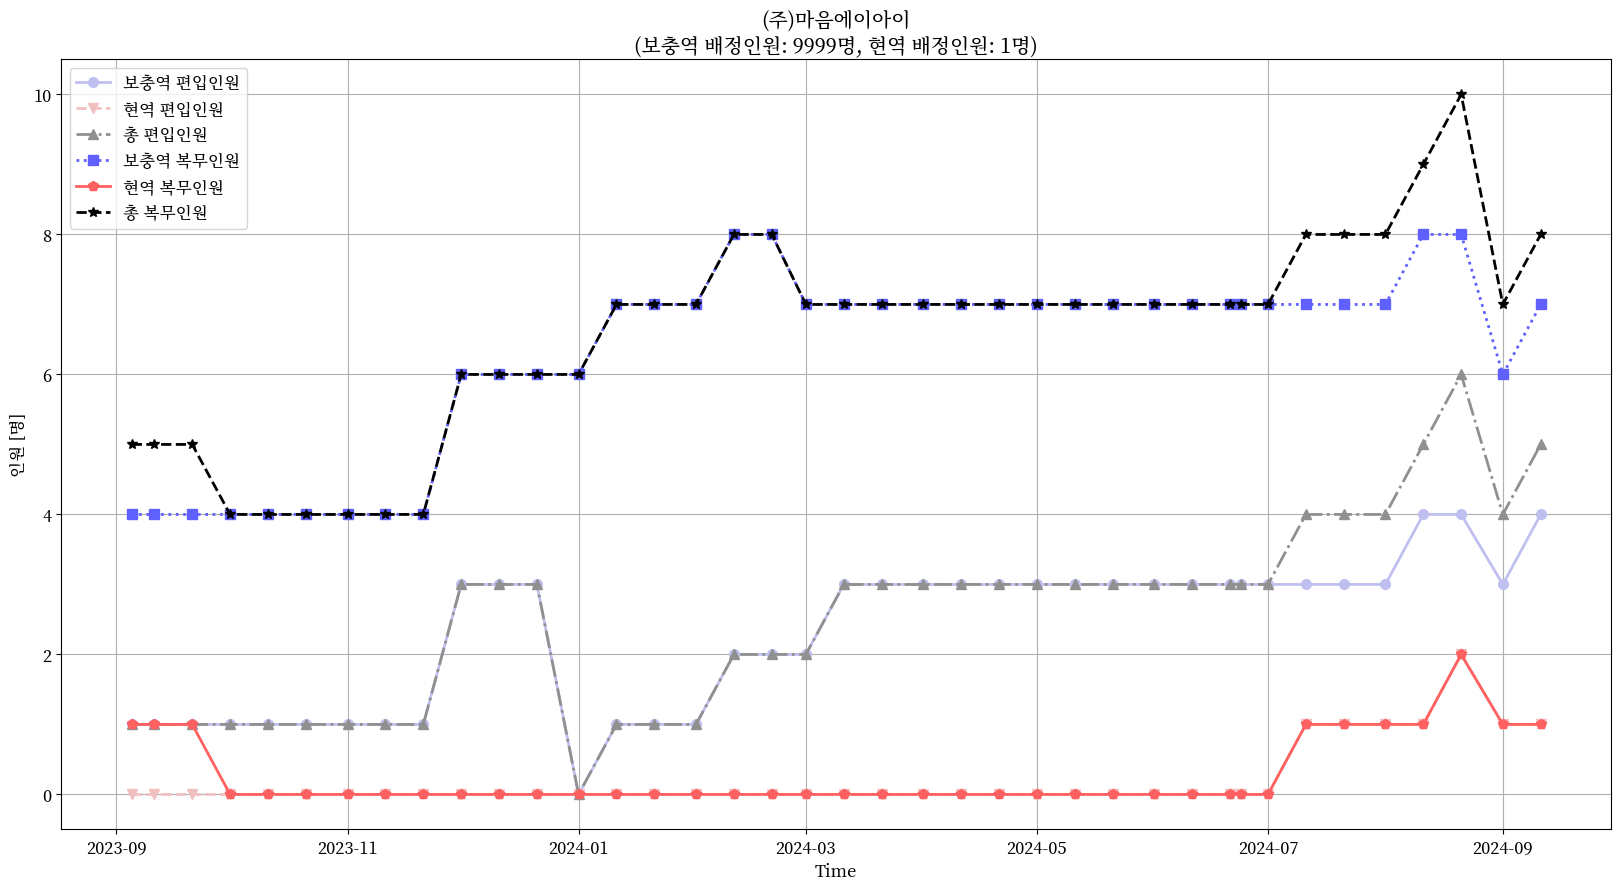 (주)마음에이아이
(보충역 배정인원: 9999명, 현역 배정인원: 1명)
보충역 편입인원
현역 편입인원
총 편입인원
보충역 복무인원
현역 복무인원
총 복무인원
인원 [명]
10
8
6
4
2
0
2023-09
2023-11
2024-01
2024-03
2024-05
2024-07
2024-09
Time